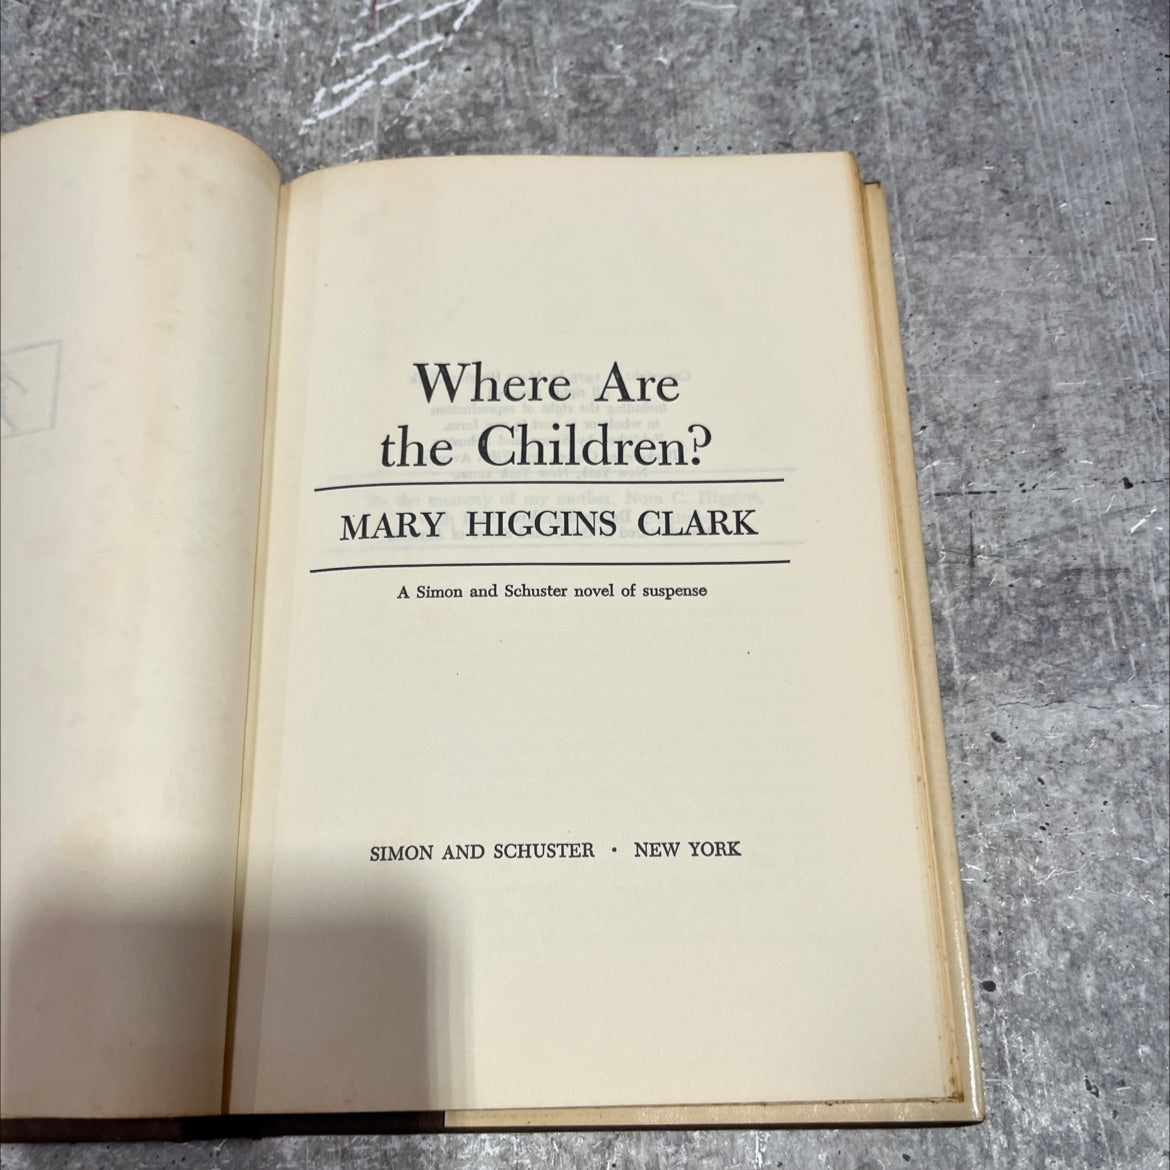 Where Are
the Children?
MARY HIGGINS CLARK
A Simon and Schuster novel of suspense
SIMON AND SCHUSTER · NEW YORK